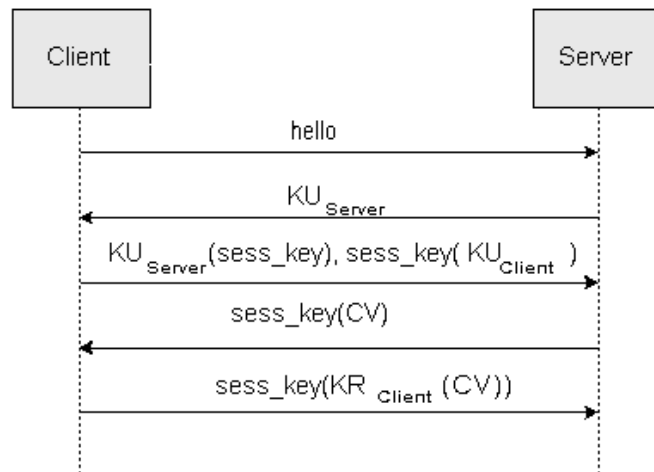 Client
Server
hello
KU Server
KU Server (sess_key), sess_key( KU Client )
sess_key(CV)
sess_key(KR Client (CV))